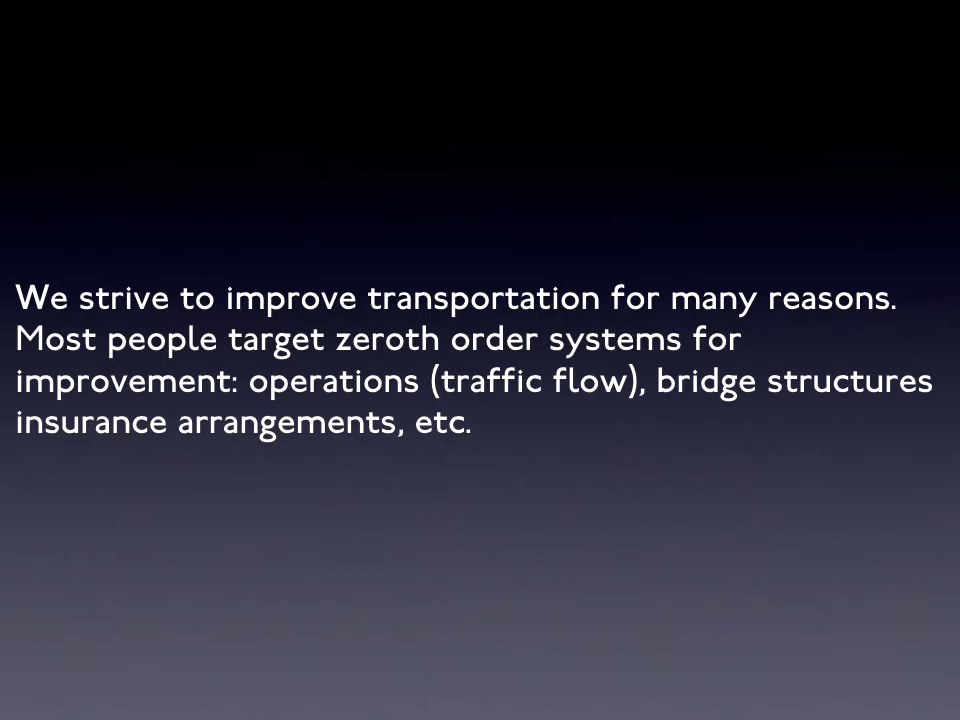 We strive to improve transportation for many reasons.
Most people target zeroth order systems for
improvement: operations (traffic flow), bridge structures
insurance arrangements, etc.